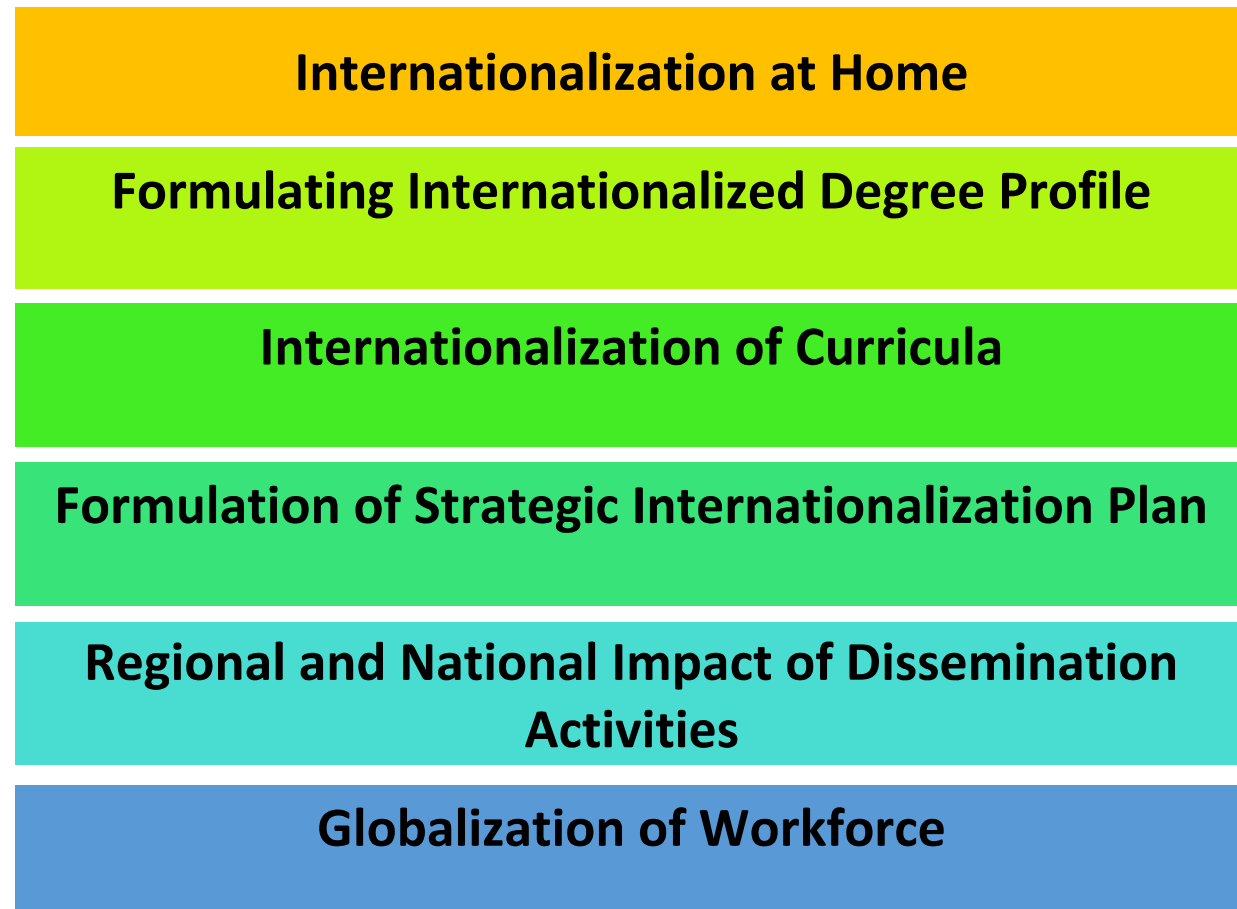 Internationalization at Home
Formulating Internationalized Degree Profile
Internationalization of Curricula
Formulation of Strategic Internationalization Plan
Regional and National Impact of Dissemination
Activities
Globalization of Workforce